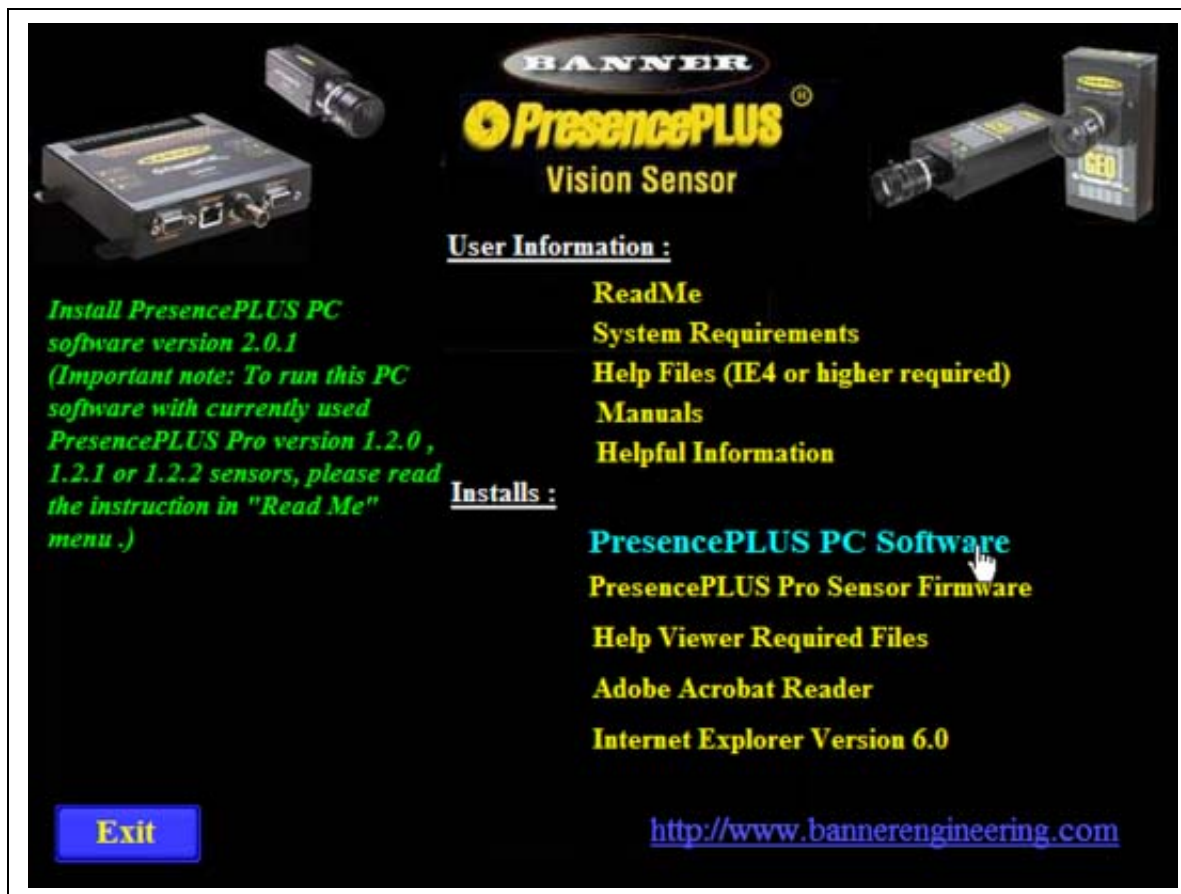 BANNER
PresencePLUS®
Vision Sensor
GEO
User Information :
ReadMe
System Requirements
Help Files (IE4 or higher required)
Manuals
Helpful Information
Install PresencePLUS PC
software version 2.0.1
(Important note: To run this PC
software with currently used
PresencePLUS Pro version 1.2.0 ,
1.2.1 or 1.2.2 sensors, please read
the instruction in "Read Me"
menu .)
Installs :
PresencePLUS PC Software
PresencePLUS Pro Sensor Firmware
Help Viewer Required Files
Adobe Acrobat Reader
Internet Explorer Version 6.0
Exit
http://www.bannerengineering.com